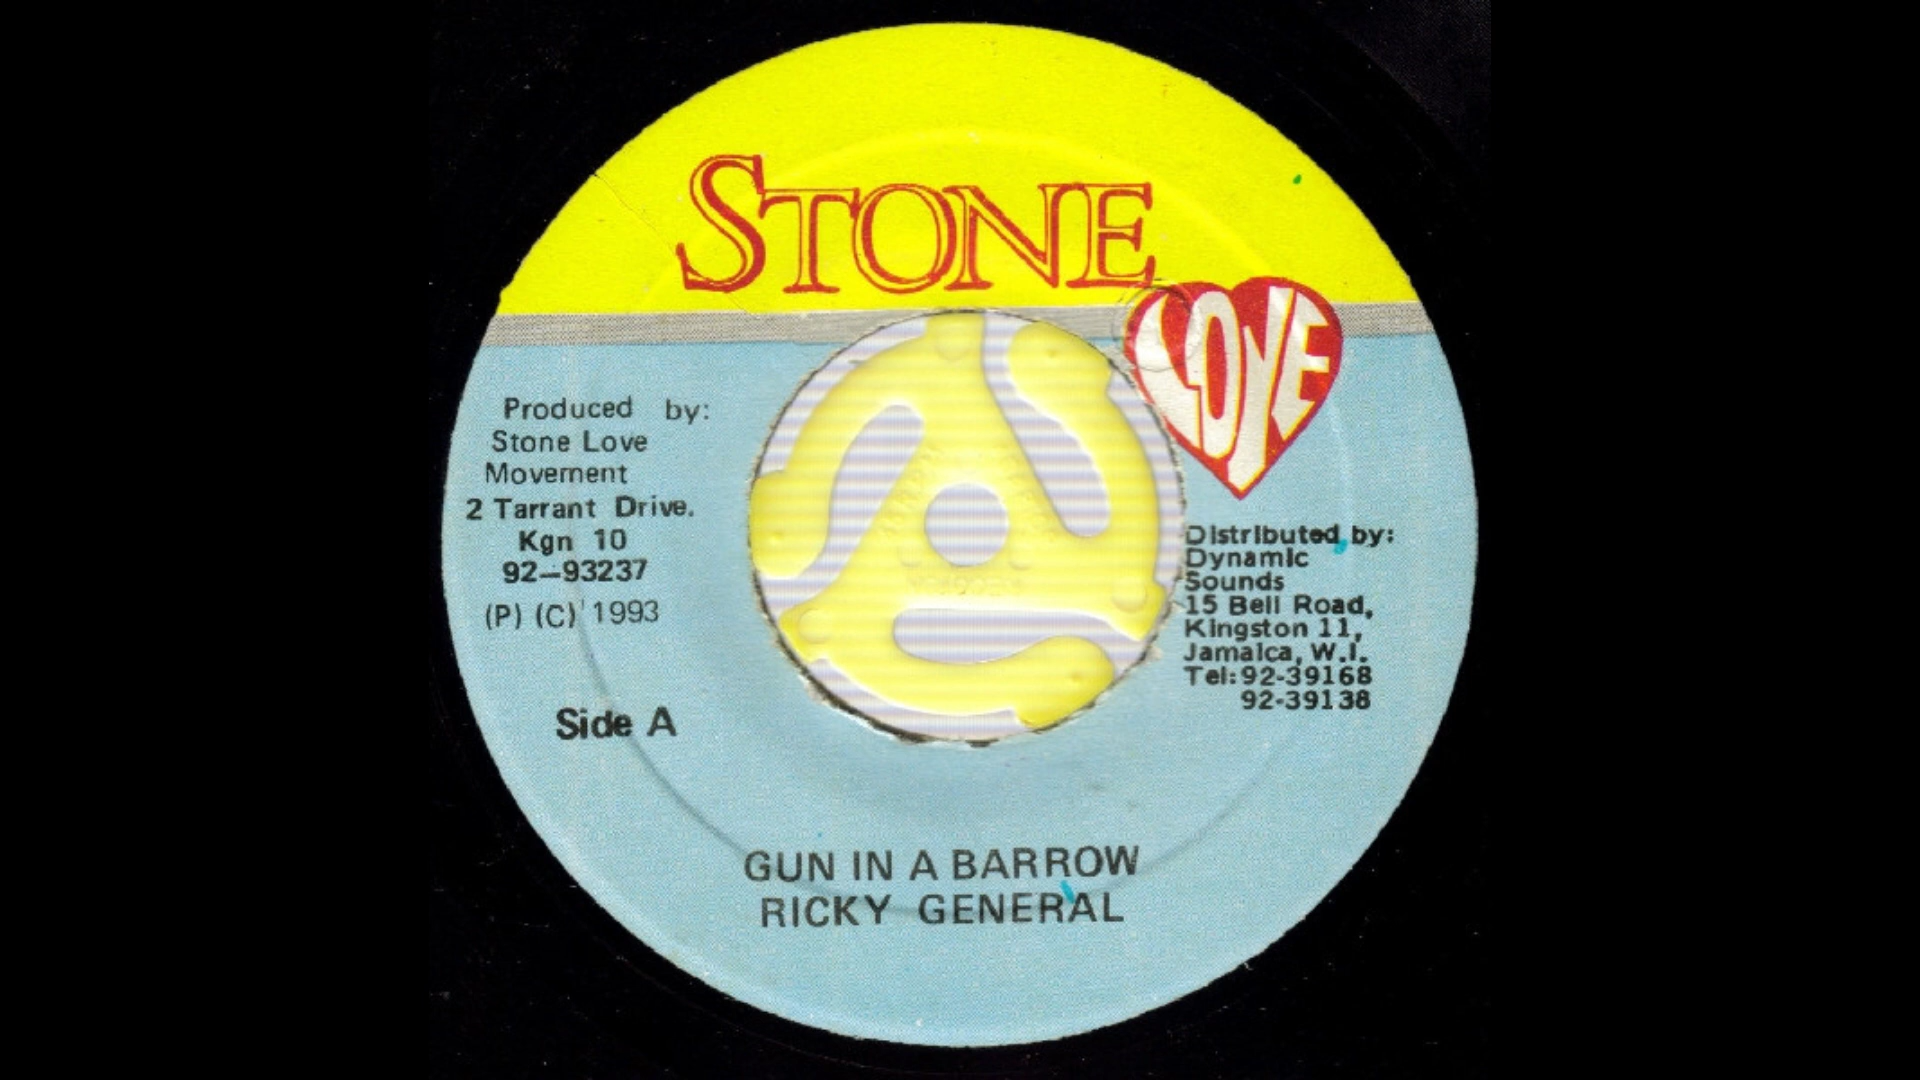 STONE
LOVE
Produced by:
Stone Love
Movement
2 Tarrant Drive.
Kgn 10
92-93237
(P) (C) 1993
Side A
Distributed by:
Dynamic
Sounds
15 Bell Road,
Kingston 11,
Jamaica, W.I.
Tel: 92-39168
92-39138
GUN IN A BARROW
RICKY GENERAL